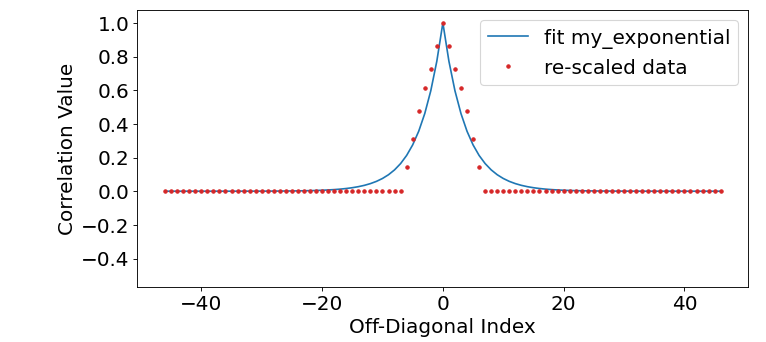 1.0
0.8
0.6
0.4
0.2
0.0
−0.2
−0.4
Correlation Value
fit my_exponential
re-scaled data
−40 −20 0 20 40
Off-Diagonal Index